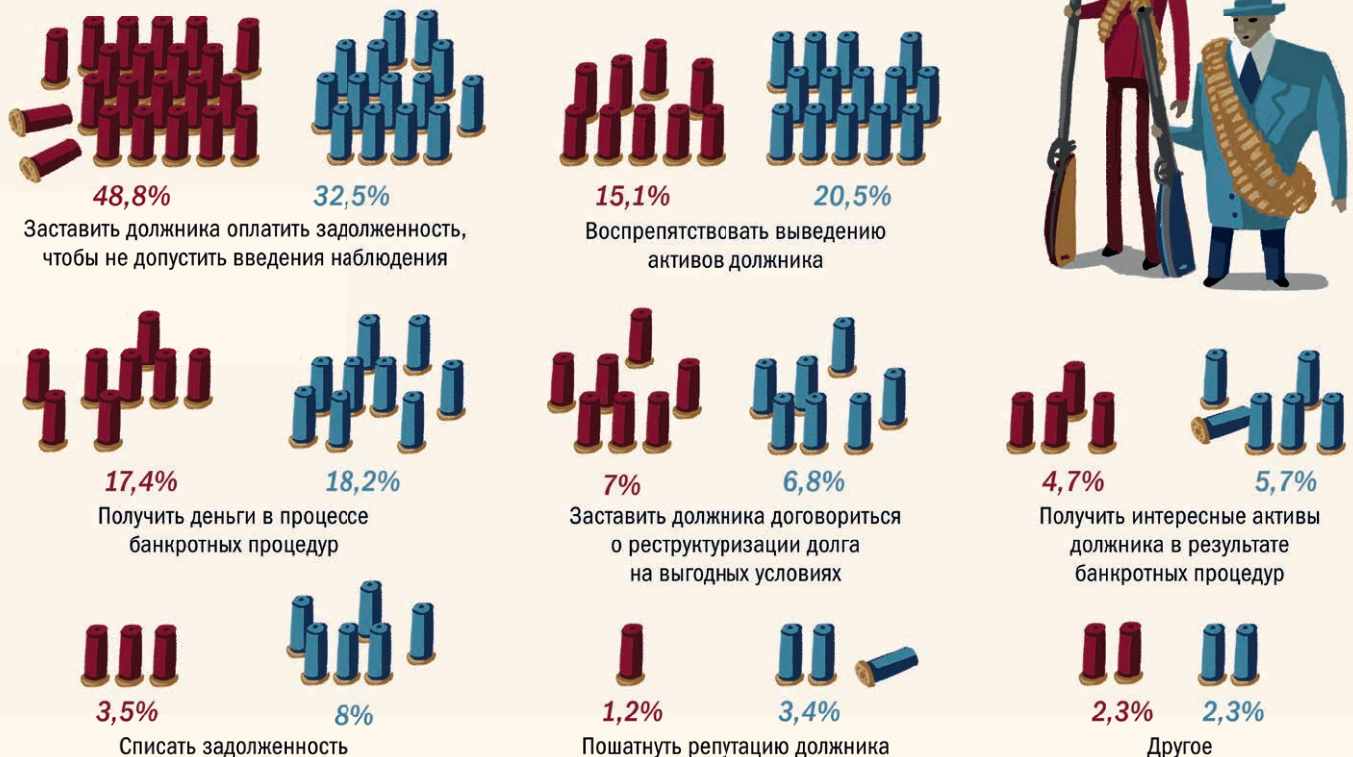 48,8% 32,5%
Заставить должника оплатить задолженность,
чтобы не допустить введения наблюдения
15,1% 20,5%
Воспрепятствовать выведению
активов должника
17,4% 18,2%
Получить деньги в процессе
банкротных процедур
7% 6,8%
Заставить должника договориться
о реструктуризации долга
на выгодных условиях
4,7% 5,7%
Получить интересные активы
должника в результате
банкротных процедур
3,5% 8%
Списать задолженность
1,2% 3,4%
Пошатнуть репутацию должника
2,3% 2,3%
Другое